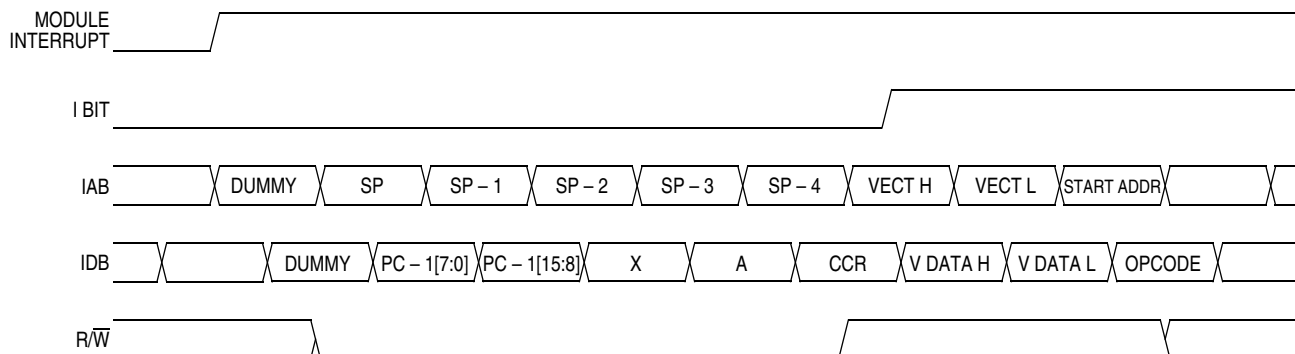 MODULE
INTERRUPT
I BIT
IAB DUMMY SP SP – 1 SP – 2 SP – 3 SP – 4 VECT H VECT L START ADDR
IDB DUMMY PC – 1[7:0] PC – 1[15:8] X A CCR V DATA H V DATA L OPCODE
R/W̅